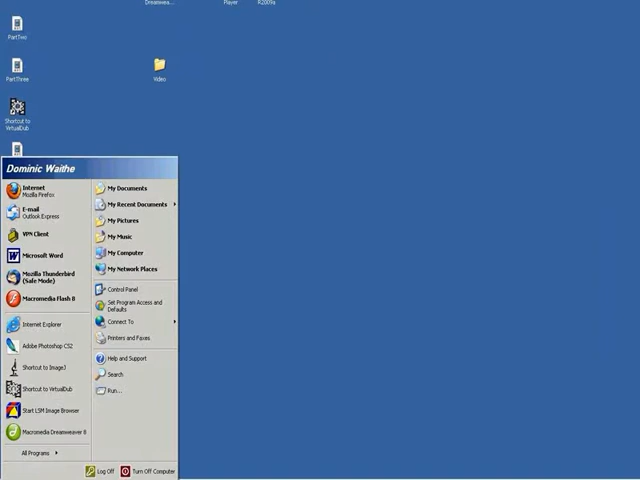 Dreamwea...
Player
R2009a
PartTwo
PartThree
Video
Shortcut to
VirtualDub
Dominic Waithe
Internet
Mozilla Firefox
E-mail
Outlook Express
VPN Client
Microsoft Word
Mozilla Thunderbird
(Safe Mode)
Macromedia Flash 8
Internet Explorer
Adobe Photoshop CS2
Shortcut to ImageJ
Shortcut to VirtualDub
Start LSM Image Browser
Macromedia Dreamweaver 8
All Programs
My Documents
My Recent Documents
My Pictures
My Music
My Computer
My Network Places
Control Panel
Set Program Access and
Defaults
Connect To
Printers and Faxes
Help and Support
Search
Run...
Log Off
Turn Off Computer